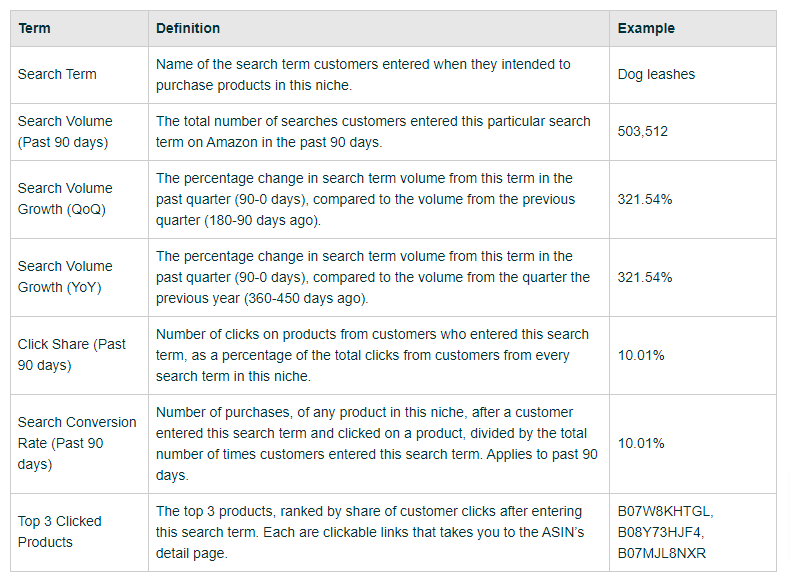 Term Definition Example
Search Term
Name of the search term customers entered when they intended to
purchase products in this niche.
Dog leashes
Search Volume
(Past 90 days)
The total number of searches customers entered this particular search
term on Amazon in the past 90 days.
503,512
Search Volume
Growth (QoQ)
The percentage change in search term volume from this term in the
past quarter (90-0 days), compared to the volume from the previous
quarter (180-90 days ago).
321.54%
Search Volume
Growth (YoY)
The percentage change in search term volume from this term in the
past quarter (90-0 days), compared to the volume from the quarter the
previous year (360-450 days ago).
321.54%
Click Share (Past
90 days)
Number of clicks on products from customers who entered this search
term, as a percentage of the total clicks from customers from every
search term in this niche.
10.01%
Search Conversion
Rate (Past 90
days)
Number of purchases, of any product in this niche, after a customer
entered this search term and clicked on a product, divided by the total
number of times customers entered this search term. Applies to past 90
days.
10.01%
Top 3 Clicked
Products
The top 3 products, ranked by share of customer clicks after entering
this search term. Each are clickable links that takes you to the ASIN's
detail page.
B07W8KHTGL,
B08Y73HJF4,
B07MJL8NXR